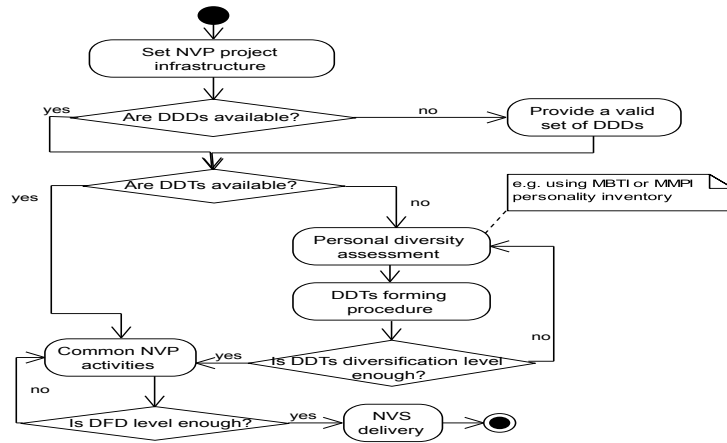 Set NVP project
infrastructure
yes
Are DDDs available?
no
Provide a valid
set of DDDs
Are DDTs available?
yes
no
e.g. using MBTI or MMPI
personality inventory
Personal diversity
assessment
DDTs forming
procedure
no
Common NVP
activities
yes
Is DDTs diversification level
enough?
no
Is DFD level enough?
yes
NVS
delivery